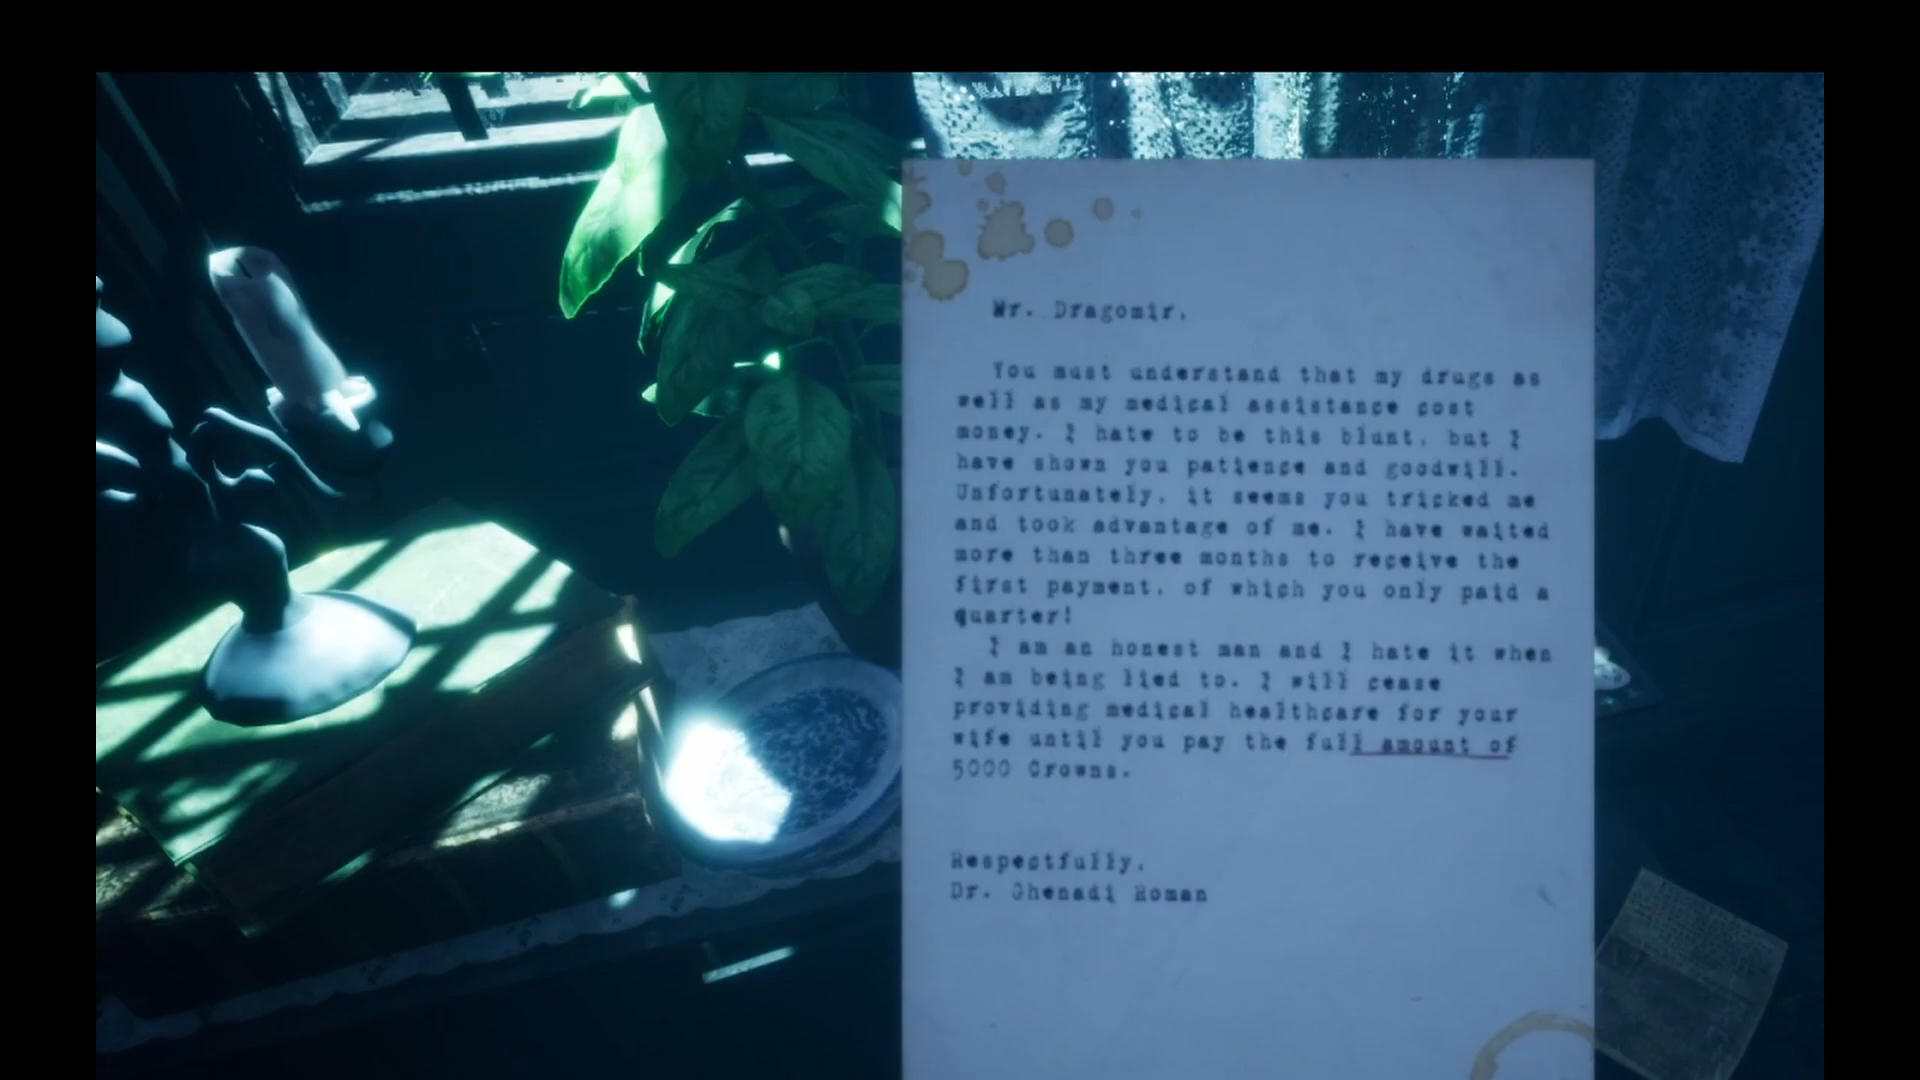 Mr. Dragomir,
You must understand that my drugs as
well as my medical assistance cost
money. I hate to be this blunt, but I
have shown you patience and goodwill.
Unfortunately, it seems you tricked me
and took advantage of me. I have waited
more than three months to receive the
first payment, of which you only paid a
quarter!
I am an honest man and I hate it when
I am being lied to. I will cease
providing medical healthcare for your
wife until you pay the full amount of
5000 Crowns.
Respectfully,
Dr. Ghenadi Roman